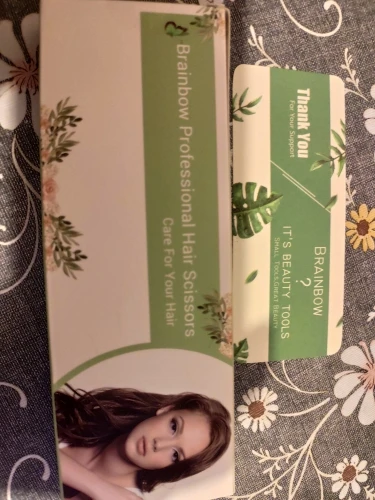 Brainbow Professional Hair Scissors
Care For Your Hair
Thank You
For Your Support
BRAINBOW
?
IT'S BEAUTY TOOLS
SMALL TOOLS,GREAT BEAUTY